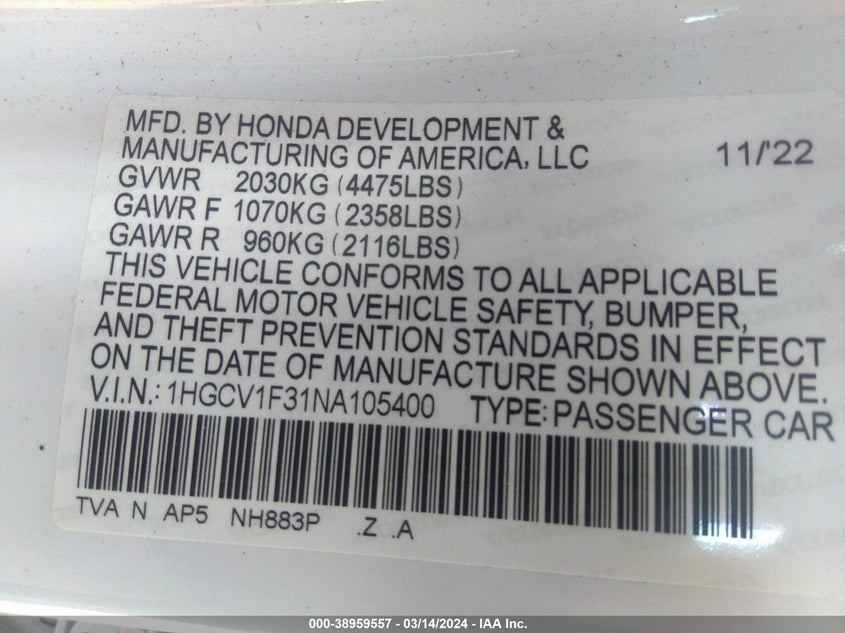 MFD. BY HONDA DEVELOPMENT &
MANUFACTURING OF AMERICA, LLC 11/'22
GVWR 2030KG (4475LBS)
GAWR F 1070KG (2358LBS)
GAWR R 960KG (2116LBS)
THIS VEHICLE CONFORMS TO ALL APPLICABLE
FEDERAL MOTOR VEHICLE SAFETY, BUMPER,
AND THEFT PREVENTION STANDARDS IN EFFECT
ON THE DATE OF MANUFACTURE SHOWN ABOVE.
V.I.N.: 1HGCV1F31NA105400 TYPE: PASSENGER CAR
TVA N AP5 NH883P .Z .A
000-38959557 - 03/14/2024 - IAA Inc.